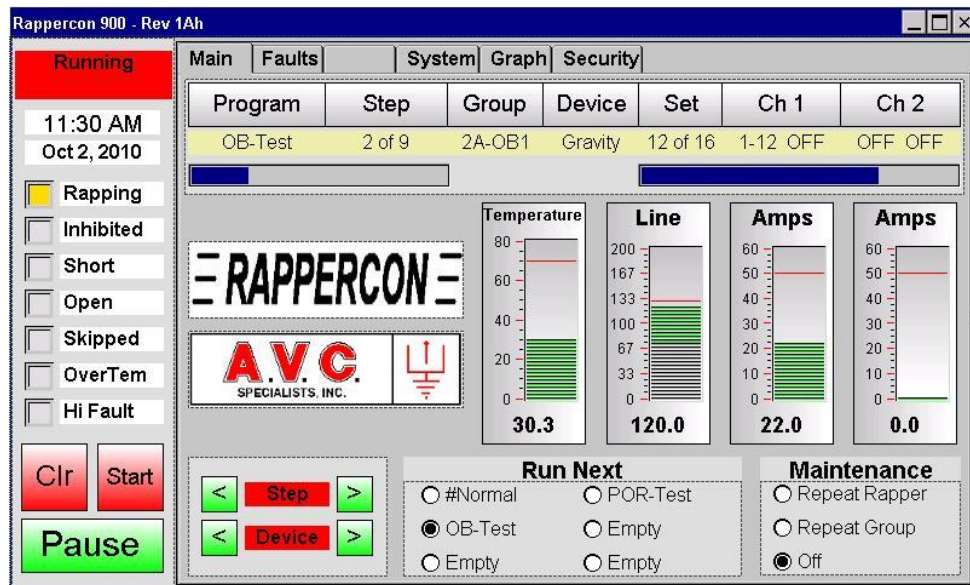 Rappercon 900 - Rev 1Ah
Running
11:30 AM
Oct 2, 2010
Rapping
Inhibited
Short
Open
Skipped
OverTem
Hi Fault
Clr Start
Pause
Main Faults System Graph Security
Program Step Group Device Set Ch 1 Ch 2
OB-Test 2 of 9 2A-OB1 Gravity 12 of 16 1-12 OFF OFF OFF
RAPPERCON
A.V.C.
SPECIALISTS, INC.
Temperature
80
60
40
20
0
30.3
Line
200
167
133
100
67
33
0
120.0
Amps
60
50
40
30
20
10
0
22.0
Amps
60
50
40
30
20
10
0
0.0
< Step >
< Device >
Run Next
#Normal POR-Test
OB-Test Empty
Empty Empty
Maintenance
Repeat Rapper
Repeat Group
Off